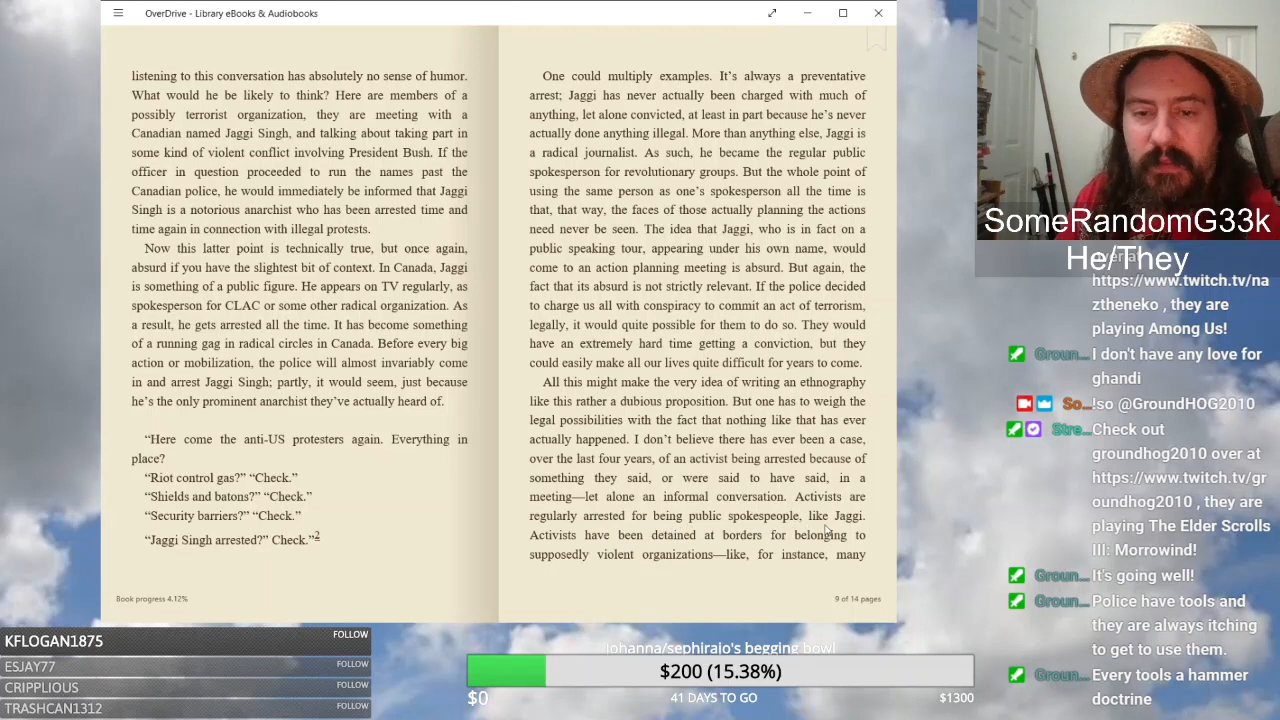 OverDrive - Library eBooks & Audiobooks
listening to this conversation has absolutely no sense of humor.
What would he be likely to think? Here are members of a
possibly terrorist organization, they are meeting with a
Canadian named Jaggi Singh, and talking about taking part in
some kind of violent conflict involving President Bush. If the
officer in question proceeded to run the names past the
Canadian police, he would immediately be informed that Jaggi
Singh is a notorious anarchist who has been arrested time and
time again in connection with illegal protests.
Now this latter point is technically true, but once again,
absurd if you have the slightest bit of context. In Canada, Jaggi
is something of a public figure. He appears on TV regularly, as
spokesperson for CLAC or some other radical organization. As
a result, he gets arrested all the time. It has become something
of a running gag in radical circles in Canada. Before every big
action or mobilization, the police will almost invariably come
in and arrest Jaggi Singh; partly, it would seem, just because
he's the only prominent anarchist they've actually heard of.
“Here come the anti-US protesters again. Everything in
place?
“Riot control gas?” “Check.”
“Shields and batons?” “Check.”
“Security barriers?” “Check.”
“Jaggi Singh arrested?” Check.”2
Book progress 4.12%
One could multiply examples. It's always a preventative
arrest; Jaggi has never actually been charged with much of
anything, let alone convicted, at least in part because he's never
actually done anything illegal. More than anything else, Jaggi is
a radical journalist. As such, he became the regular public
spokesperson for revolutionary groups. But the whole point of
using the same person as one's spokesperson all the time is
that, that way, the faces of those actually planning the actions
need never be seen. The idea that Jaggi, who is in fact on a
public speaking tour, appearing under his own name, would
come to an action planning meeting is absurd. But again, the
fact that its absurd is not strictly relevant. If the police decided
to charge us all with conspiracy to commit an act of terrorism,
legally, it would quite possible for them to do so. They would
have an extremely hard time getting a conviction, but they
could easily make all our lives quite difficult for years to come.
All this might make the very idea of writing an ethnography
like this rather a dubious proposition. But one has to weigh the
legal possibilities with the fact that nothing like that has ever
actually happened. I don't believe there has ever been a case,
over the last four years, of an activist being arrested because of
something they said, or were said to have said, in a
meeting—let alone an informal conversation. Activists are
regularly arrested for being public spokespeople, like Jaggi.
Activists have been detained at borders for belonging to
supposedly violent organizations—like, for instance, many
9 of 14 pages
SomeRandomG33k
He/They
https://www.twitch.tv/na
ztheneko , they are
playing Among Us!
Groun... I don't have any love for
ghandi
So... !so @GroundHOG2010
Stre... Check out
groundhog2010 over at
https://www.twitch.tv/gr
oundhog2010 , they are
playing The Elder Scrolls
III: Morrowind!
Groun... It's going well!
Groun... Police have tools and
they are always itching
to get to use them.
Groun... Every tools a hammer
doctrine
KFLOGAN1875 FOLLOW
ESJAY77 FOLLOW
CRIPPLIOUS FOLLOW
TRASHCAN1312 FOLLOW
begging bowl
$200 (15.38%)
$0 41 DAYS TO GO $1300